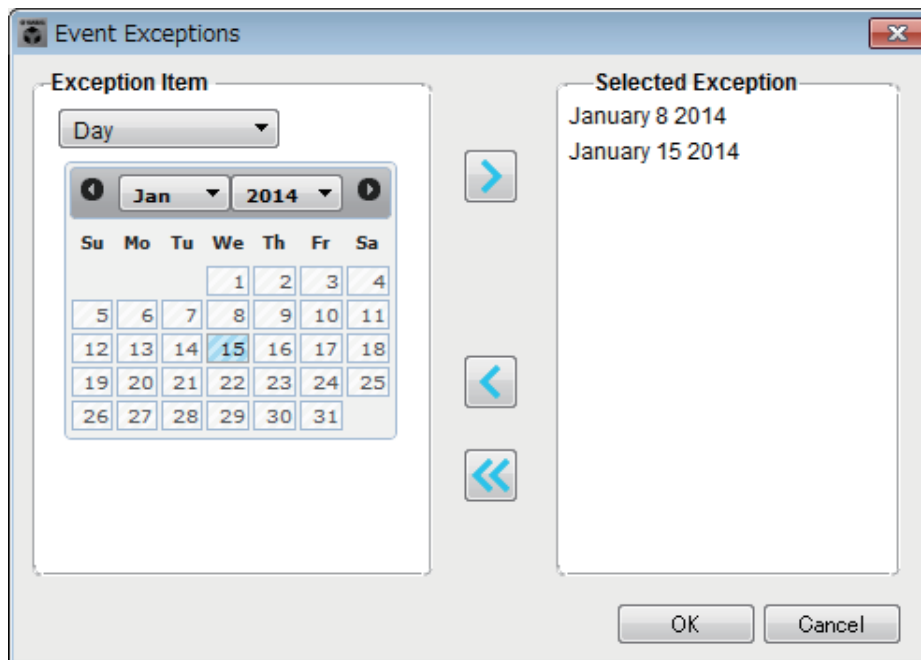 Event Exceptions
Exception Item
Day
Jan 2014
Su Mo Tu We Th Fr Sa
1 2 3 4
5 6 7 8 9 10 11
12 13 14 15 16 17 18
19 20 21 22 23 24 25
26 27 28 29 30 31
Selected Exception
January 8 2014
January 15 2014
OK Cancel